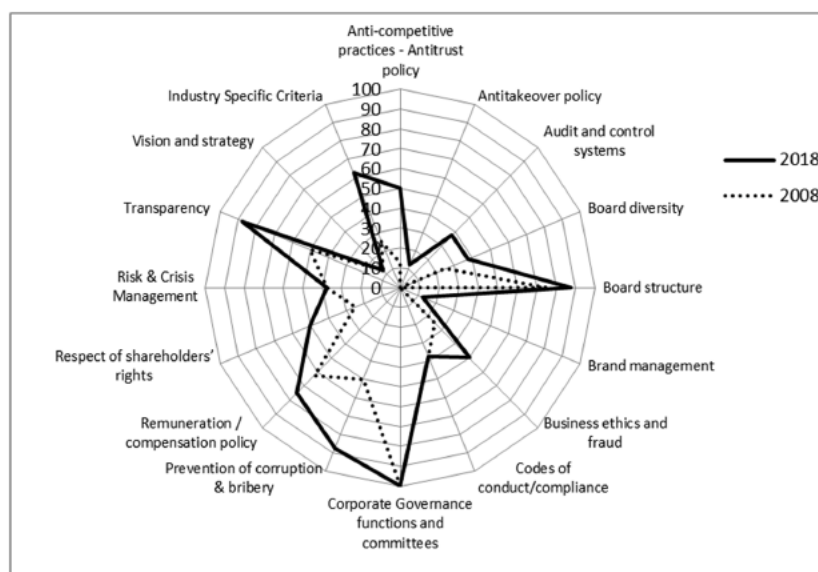 Anti-competitive
practices - Antitrust
policy
Industry Specific Criteria
Antitakeover policy
Vision and strategy
Audit and control
systems
Transparency
Board diversity
Risk & Crisis
Management
Board structure
Respect of shareholders'
rights
Brand management
Remuneration /
compensation policy
Business ethics and
fraud
Prevention of corruption
& bribery
Codes of
conduct/compliance
Corporate Governance
functions and
committees
100
90
80
70
60
50
40
30
20
10
0
2018
2008